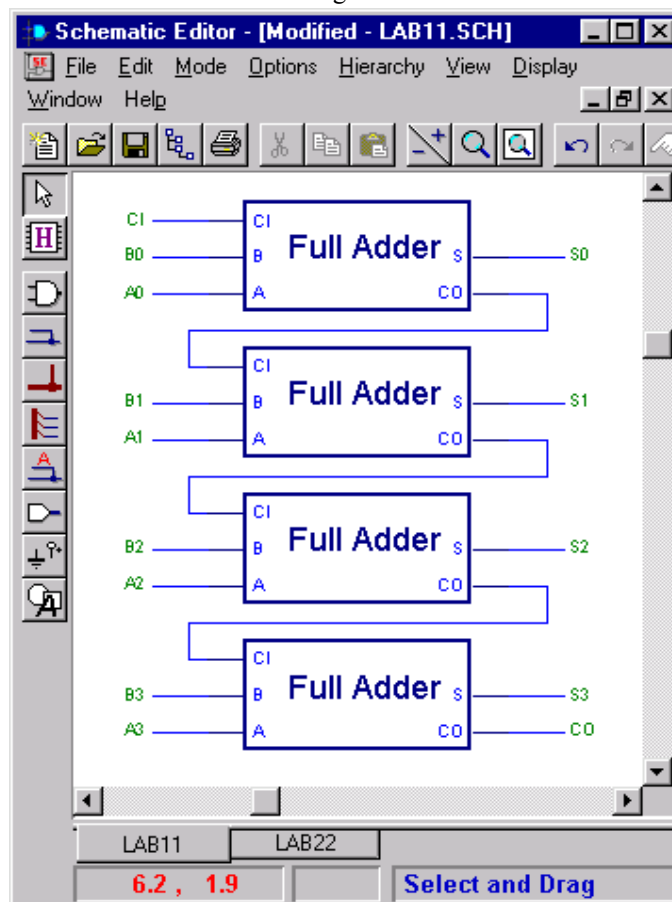 Schematic Editor - [Modified - LAB11.SCH]
File Edit Mode Options Hierarchy View Display
Window Help
H
A
A
CI CI
B0 B Full Adder S S0
A0 A CO
CI
B1 B Full Adder S S1
A1 A CO
CI
B2 B Full Adder S S2
A2 A CO
CI
B3 B Full Adder S S3
A3 A CO CO
LAB11 LAB22
6.2 , 1.9 Select and Drag